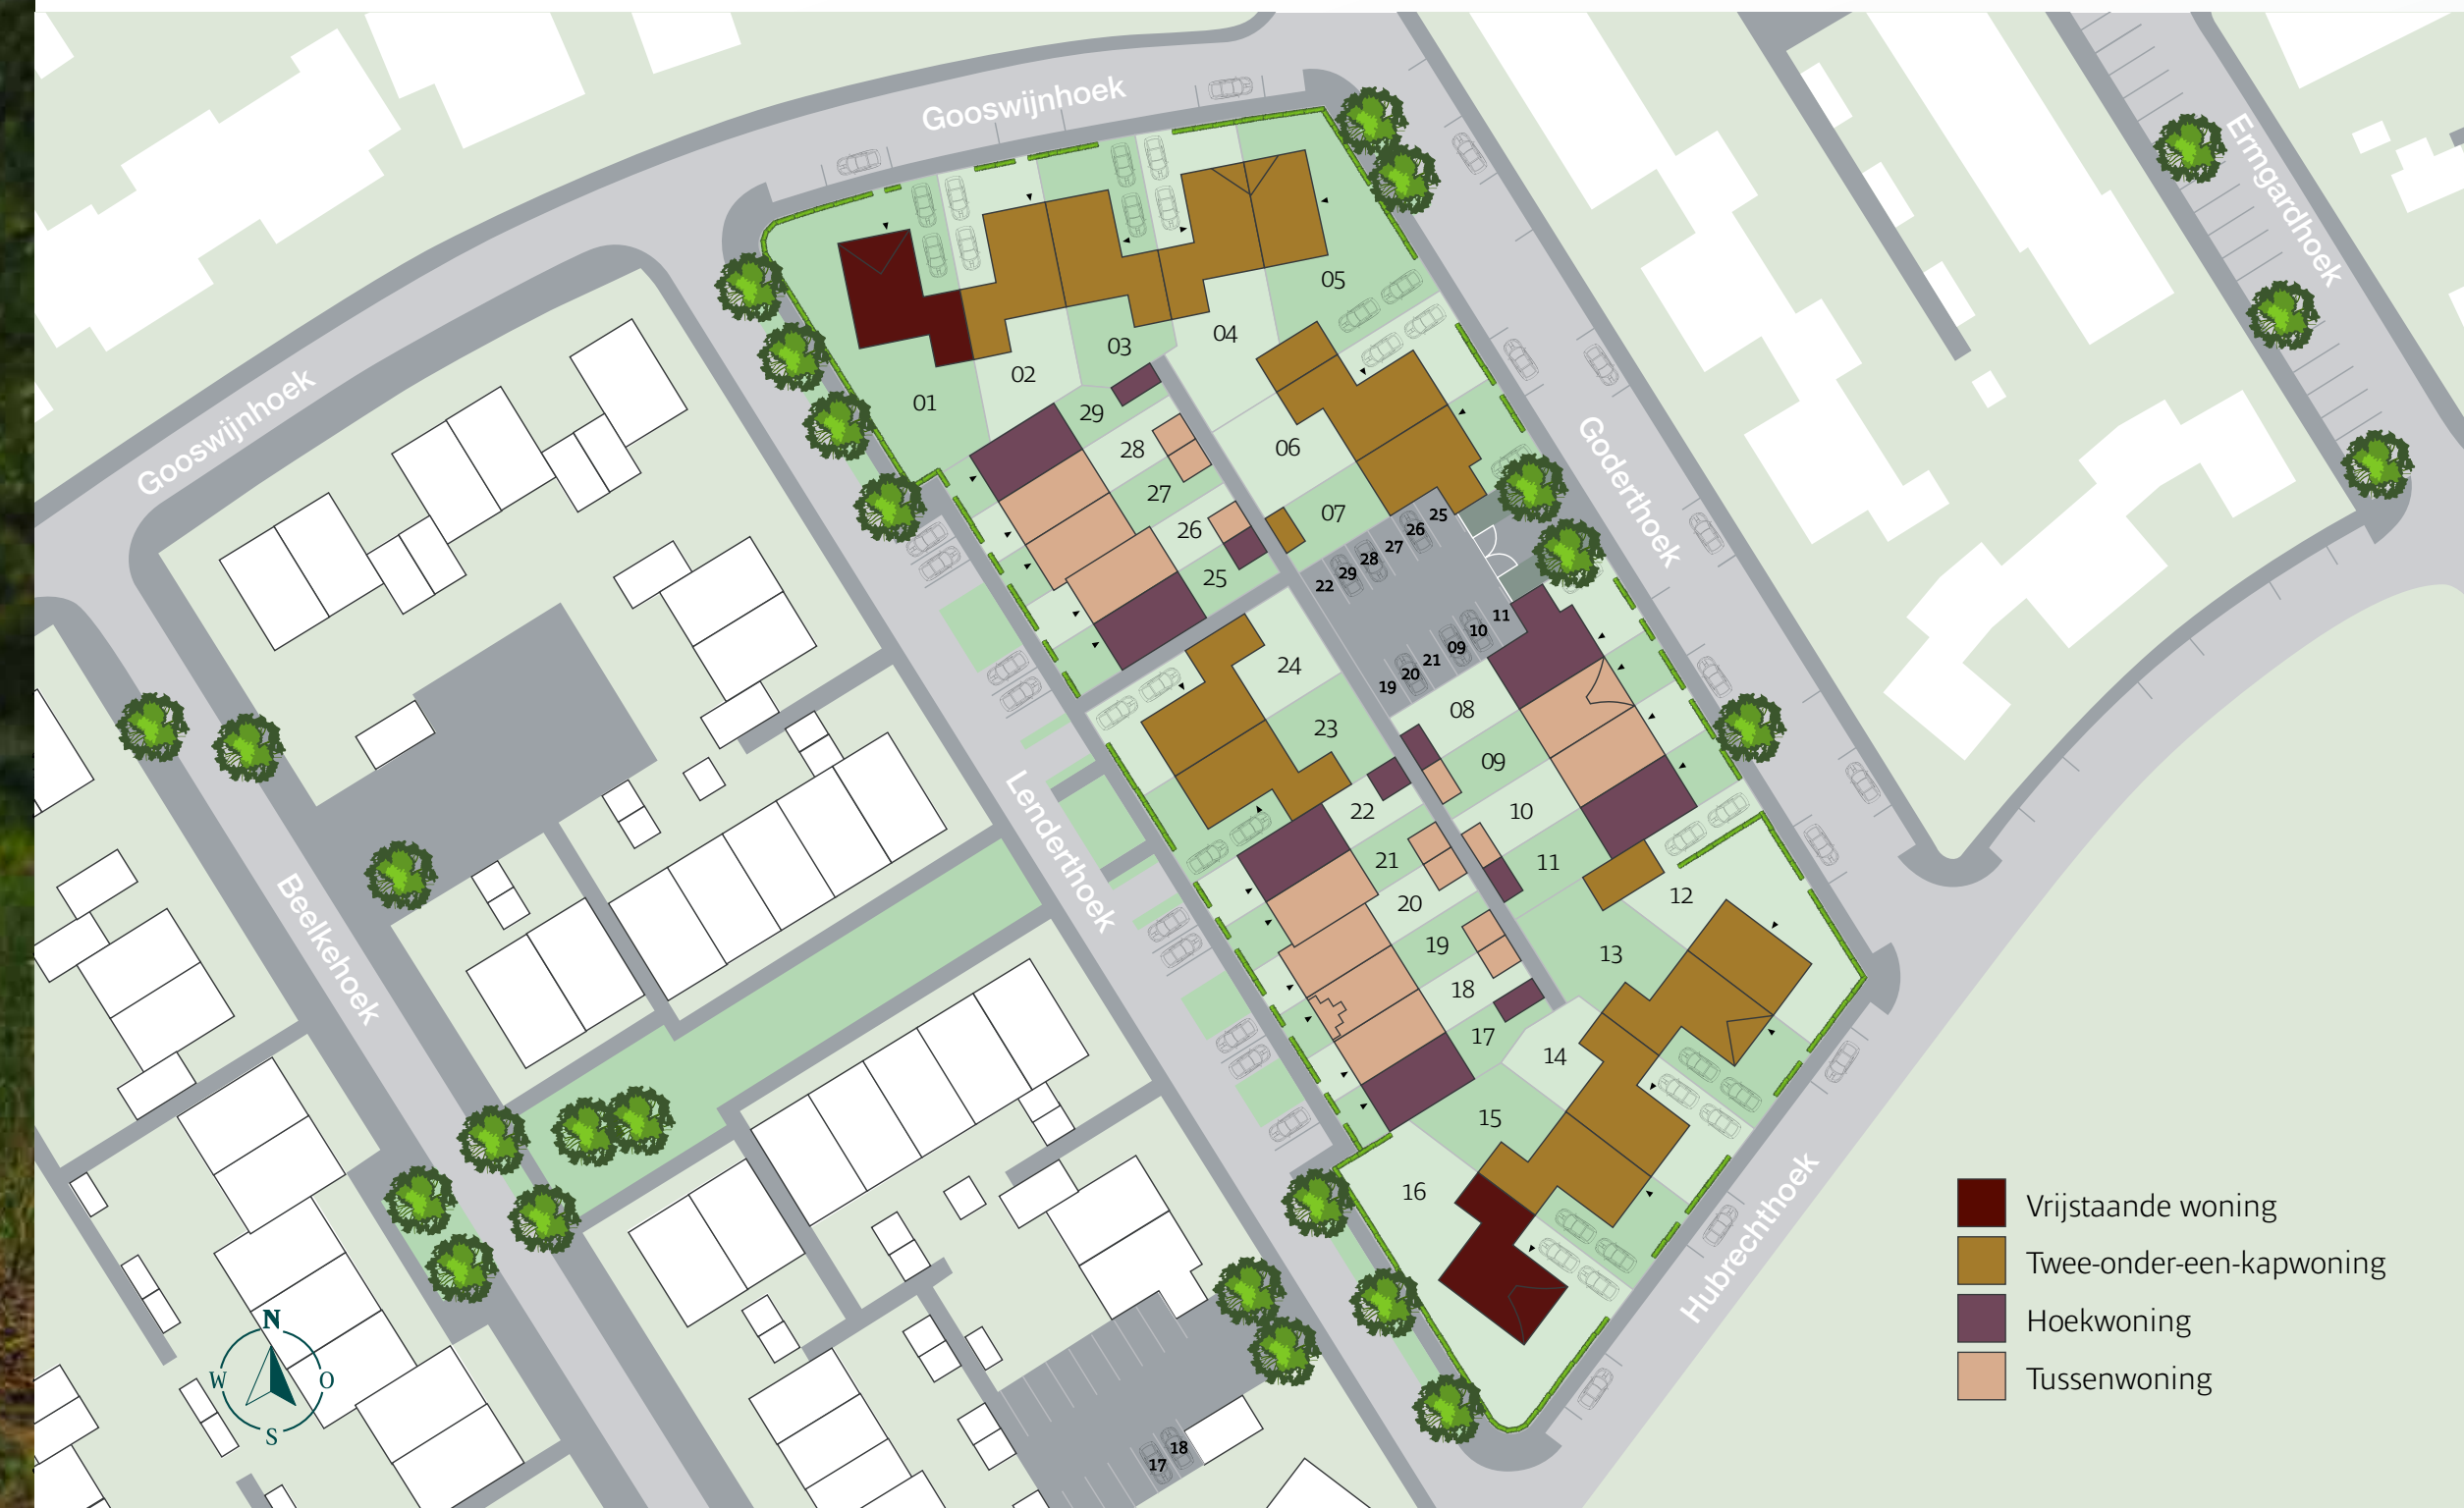 Gooswijnhoek
Gooswijnhoek
Ermgardhoek
Goderthoek
Lenderthoek
Beelkehoek
Hubrechthoek
01
02
03
04
05
06
07
29
28
27
26
25
24
23
22
21
20
19
18
17
08
09
10
11
12
13
14
15
16
22
29
28
27
26
25
19
20
21
09
10
11
17
18
N
W
O
S
Vrijstaande woning
Twee-onder-een-kapwoning
Hoekwoning
Tussenwoning